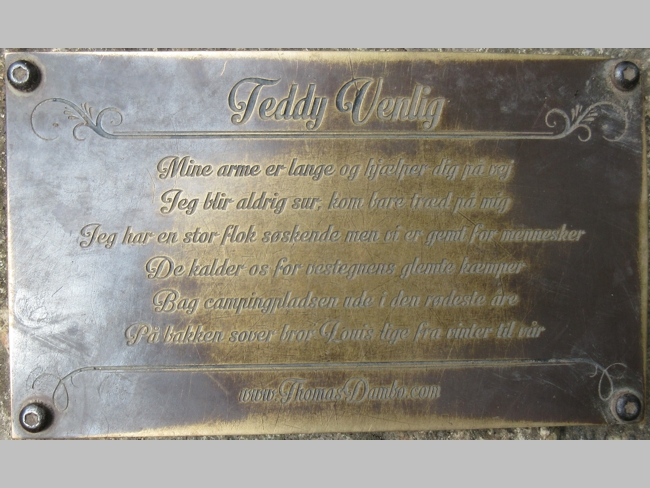 Teddy Venlig
Mine arme er lange og hjælper dig på vej
Jeg blir aldrig sur, kom bare træd på mig
Jeg har en stor flok søskende men vi er gemt for mennesker
De kalder os for vestegnens glemte kæmper
Bag campingpladsen ude i den rødeste åre
På bakken sover bror Louis lige fra vinter til vår
www.ThomasDambo.com